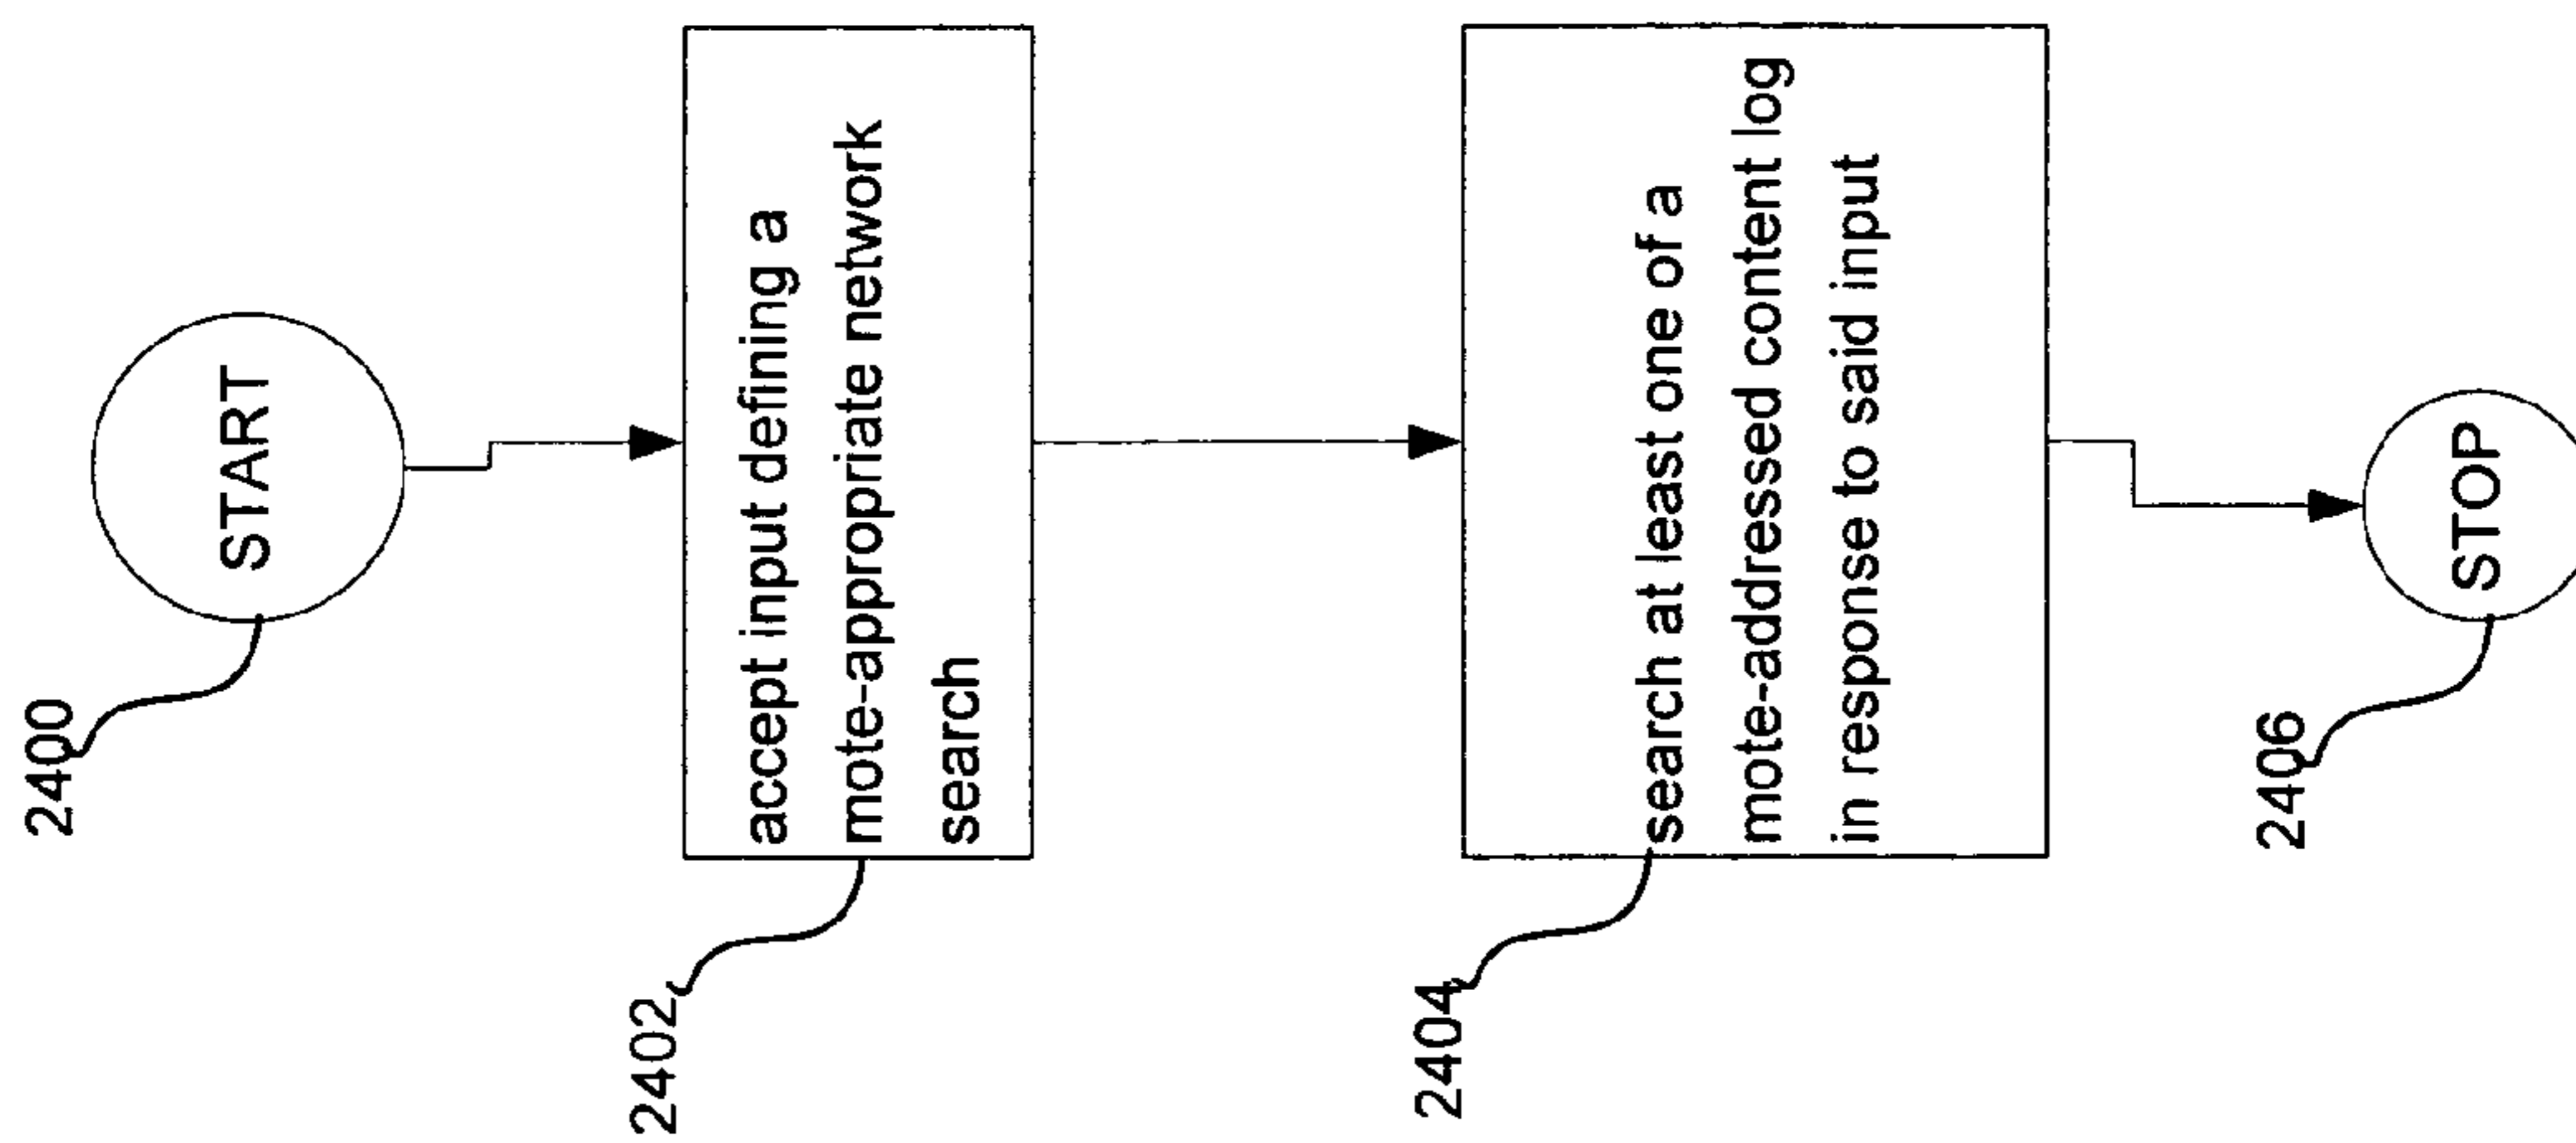 2400
START
2402
accept input defining a
mote-appropriate network
search
2404
search at least one of a
mote-addressed content log
in response to said input
2406
STOP